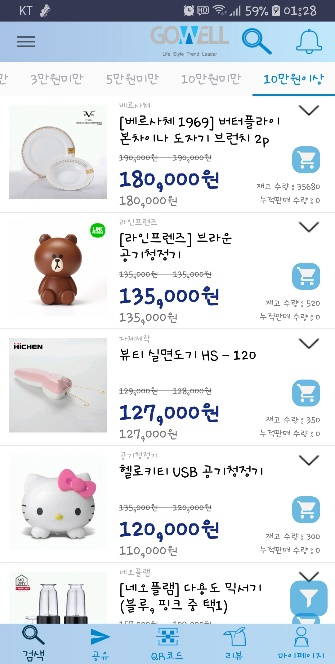 KT 59% 01:28
GOWELL
Life Style Trend Leader
만 3만원미만 5만원미만 10만원미만 10만원이상
베르사체
[베르사체 1969] 버터플라이
본차이나 도자기 브런치 2p
190,000원 190,000원
180,000원
180,000원
재고 수량 : 35680
누적판매 수량 : 0
라인프렌즈
[라인프렌즈] 브라운
공기청정기
135,000원 135,000원
135,000원
135,000원
재고 수량 : 520
누적판매 수량 : 0
HICHEN
자체제작
뷰티 실면도기 HS - 120
129,000원 128,000원
127,000원
127,000원
재고 수량 : 350
누적판매 수량 : 0
공기청정기
헬로키티 USB 공기청정기
135,000원 120,000원
120,000원
110,000원
재고 수량 : 300
누적판매 수량 : 0
네오플램
[네오플램] 다용도 믹서기
(블루, 핑크 중 택1)
검색 공유 QR코드 리뷰 마이페이지